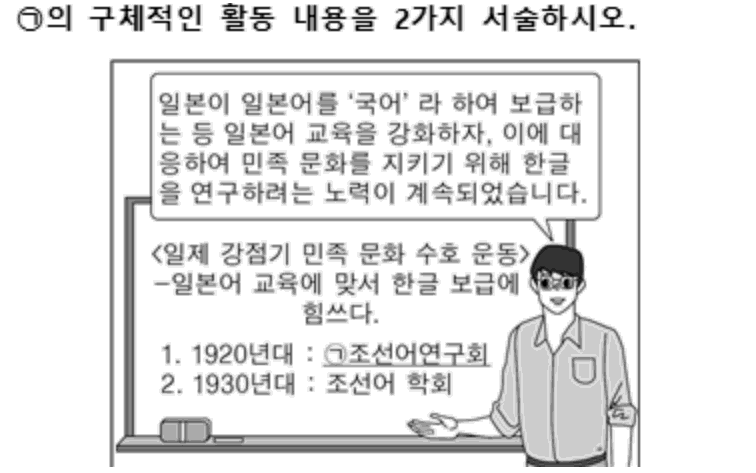 ㉠의 구체적인 활동 내용을 2가지 서술하시오.
일본이 일본어를 '국어' 라 하여 보급하
는 등 일본어 교육을 강화하자, 이에 대
응하여 민족 문화를 지키기 위해 한글
을 연구하려는 노력이 계속되었습니다.
<일제 강점기 민족 문화 수호 운동>
-일본어 교육에 맞서 한글 보급에
힘쓰다.
1. 1920년대 : ㉠조선어연구회
2. 1930년대 : 조선어 학회